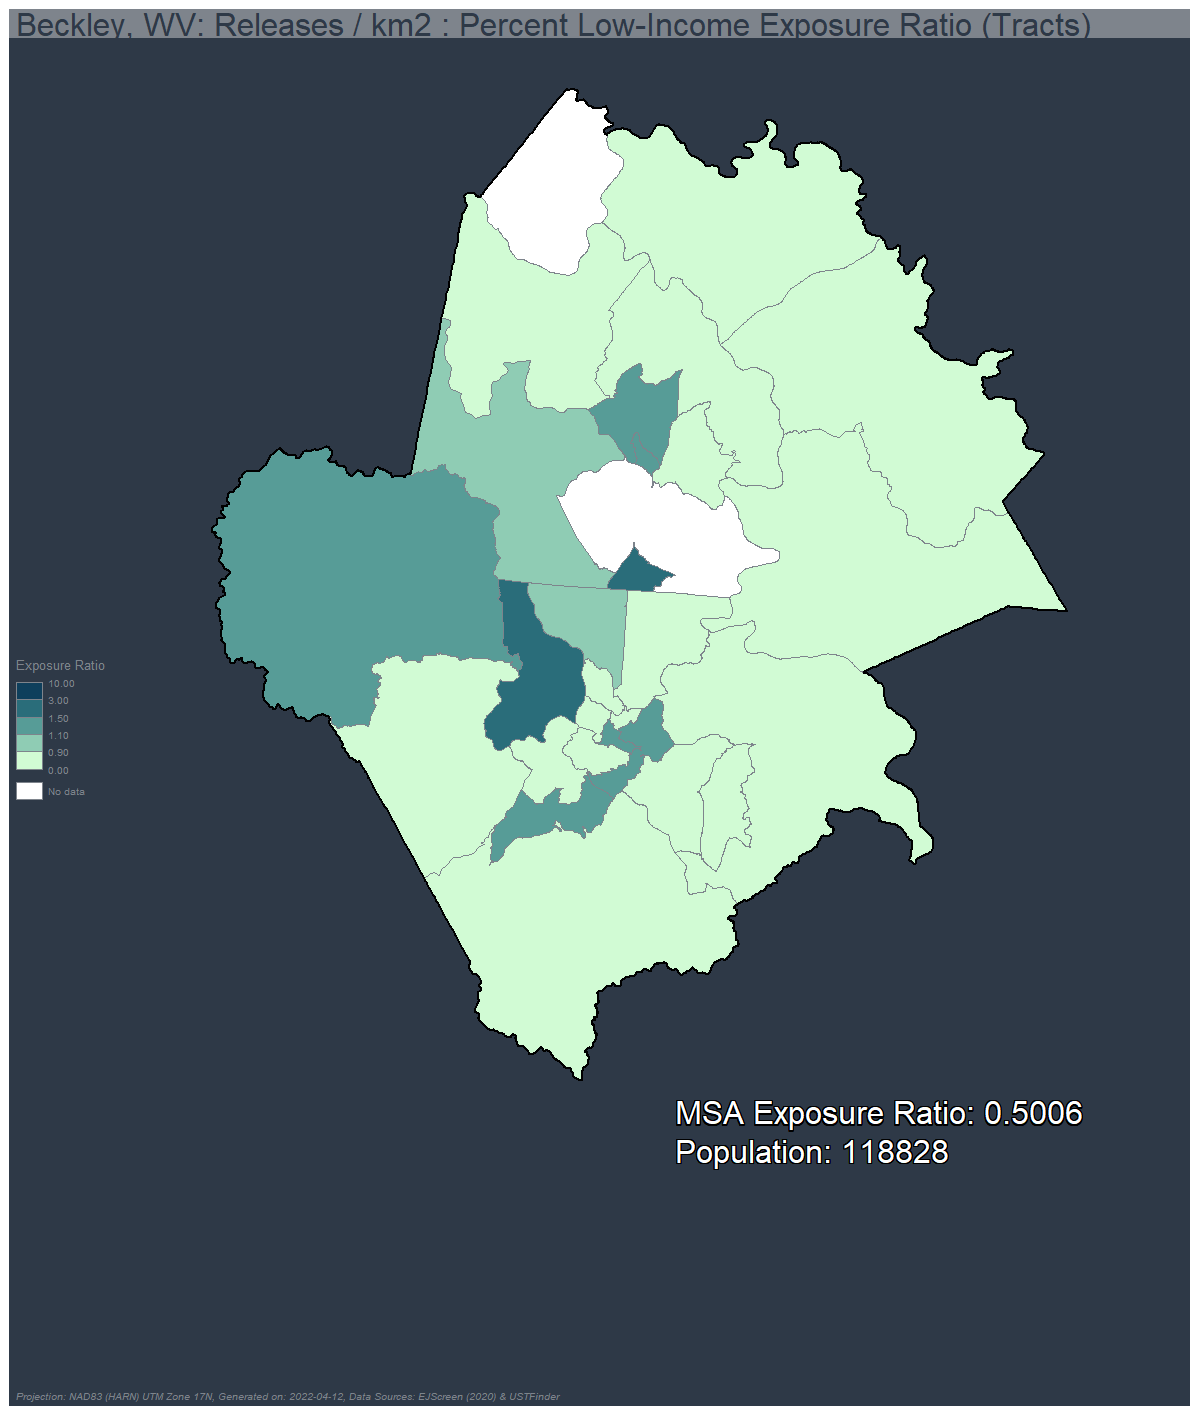 Beckley, WV: Releases / km2 : Percent Low-Income Exposure Ratio (Tracts)
Exposure Ratio
10.00
3.00
1.50
1.10
0.90
0.00
No data
MSA Exposure Ratio: 0.5006
Population: 118828
Projection: NAD83 (HARN) UTM Zone 17N, Generated on: 2022-04-12, Data Sources: EJScreen (2020) & USTFinder